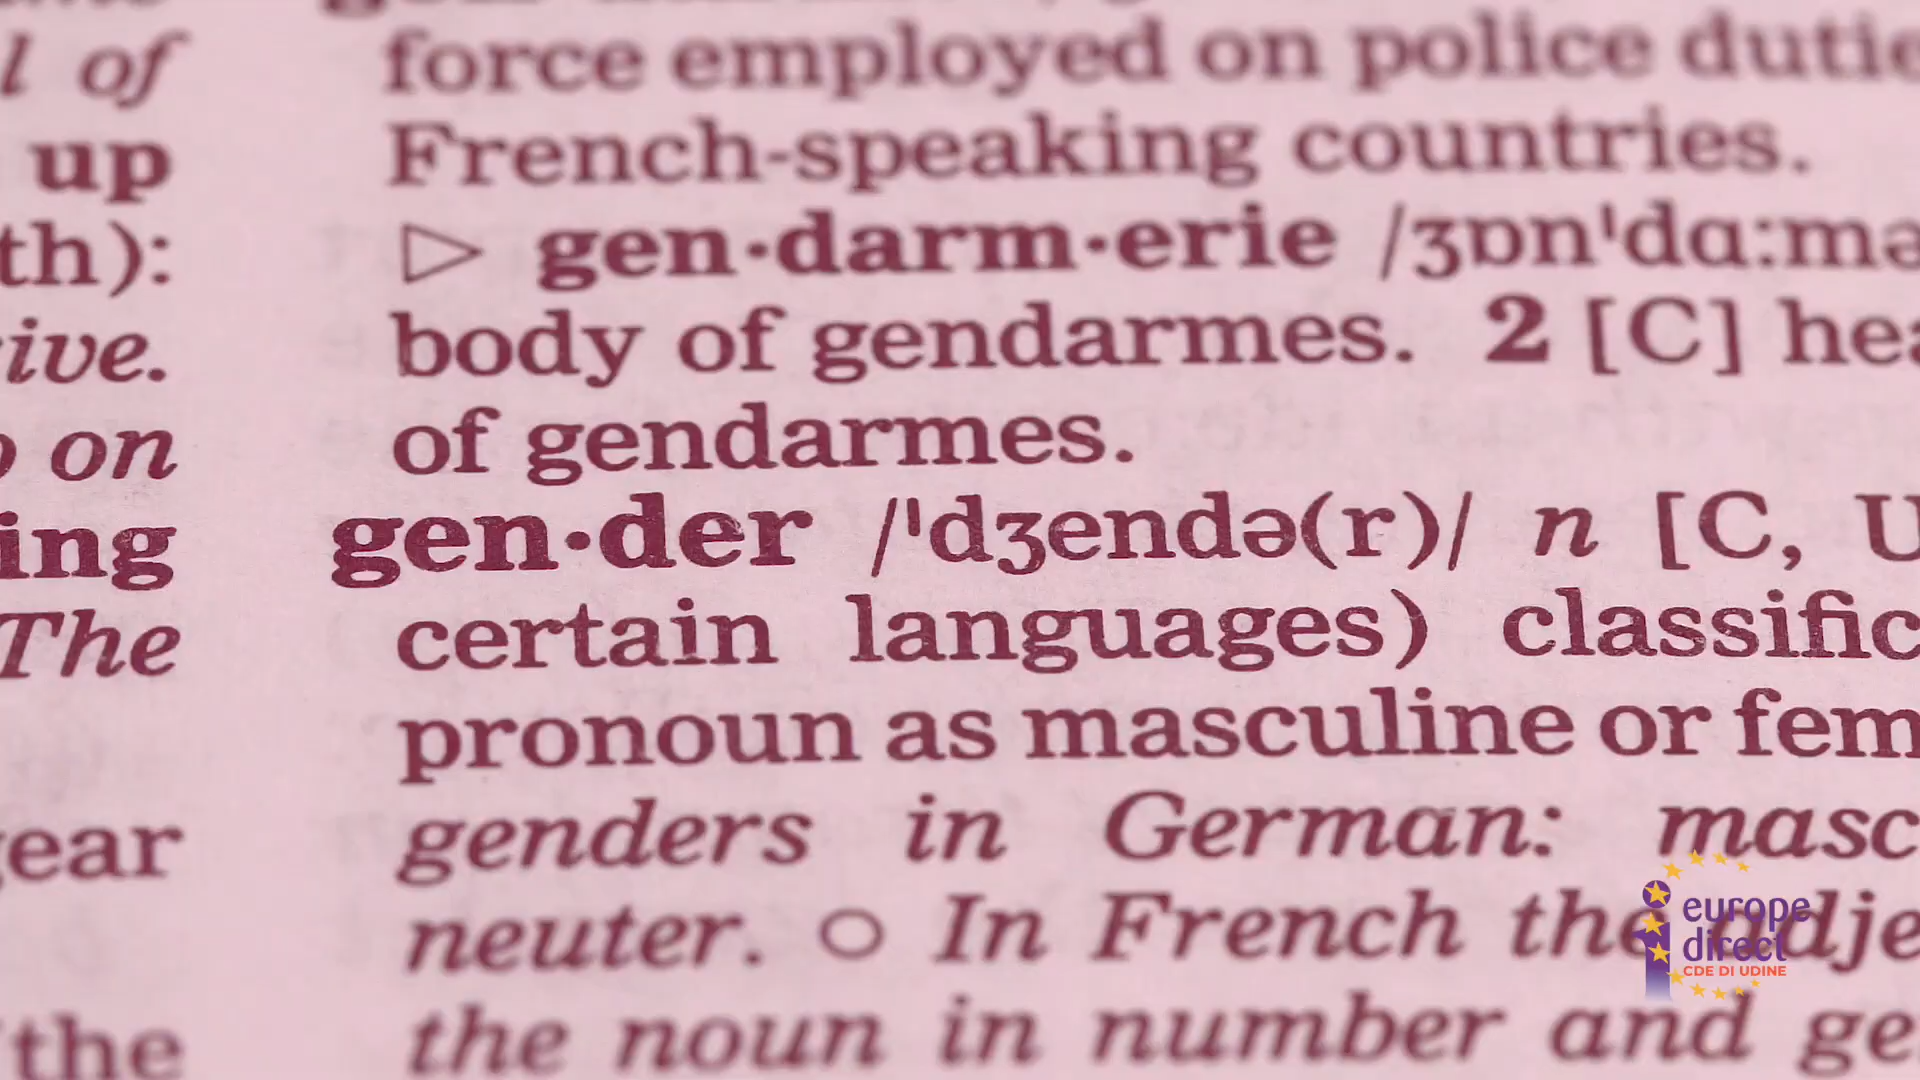 l of
up
th):
ive.
on
ing
The
gear
the
force employed on police
French-speaking countries.
▷ gen·darm·erie /ʒɒnˈdɑːmə
body of gendarmes. 2 [C] hea
of gendarmes.
gen·der /ˈdʒendə(r)/ n [C, U
certain languages) classific
pronoun as masculine or fem
genders in German: masc
neuter. ○ In French the adje
the noun in number and ge
europe
direct
CDE DI UDINE